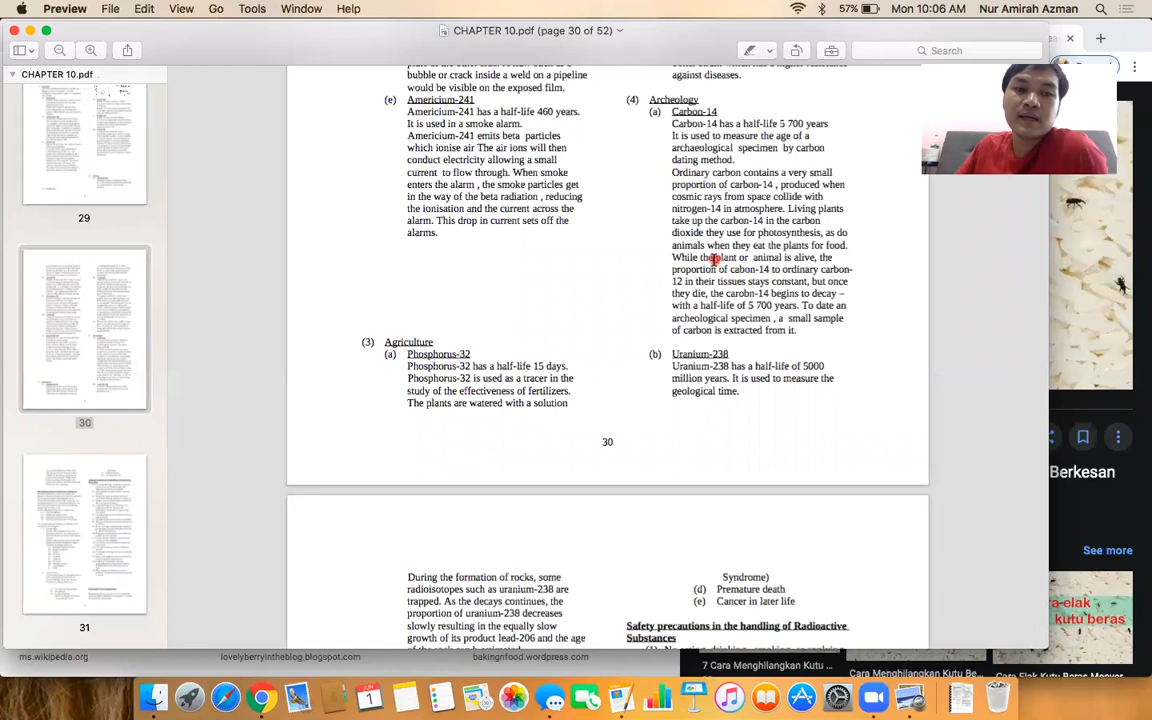 Preview File Edit View Go Tools Window Help
57% Mon 10:06 AM Nur Amirah Azman
CHAPTER 10.pdf (page 30 of 52)
Search
CHAPTER 10.pdf
29
30
31
bubble or crack inside a weld on a pipeline
would be visible on the exposed film.
(e) Americium-241
Americium-241 has a half-life 460 years.
It is used in a smoke alarm.
Americium-241 emits beta particles
which ionise air The air ions will then
conduct electricity allowing a small
current to flow through. When smoke
enters the alarm , the smoke particles get
in the way of the beta radiation , reducing
the ionisation and the current across the
alarm. This drop in current sets off the
alarms.
(3) Agriculture
(a) Phosphorus-32
Phosphorus-32 has a half-life 15 days.
Phosphorus-32 is used as a tracer in the
study of the effectiveness of fertilizers.
The plants are watered with a solution
against diseases.
(4) Archeology
(a) Carbon-14
Carbon-14 has a half-life 5 700 years
It is used to measure the age of a
archaeological specimen by carbon
dating method.
Ordinary carbon contains a very small
proportion of carbon-14 , produced when
cosmic rays from space collide with
nitrogen-14 in atmosphere. Living plants
take up the carbon-14 in the carbon
dioxide they use for photosynthesis, as do
animals when they eat the plants for food.
While the plant or animal is alive, the
proportion of cabon-14 to ordinary carbon-
12 in their tissues stays constant, but once
they die, the carobn-14 begins to decay –
with a half-life of 5 700 years. To date an
archeological specimen , a small sample
of carbon is extracted from it.
(b) Uranium-238
Uranium-238 has a half-life of 5000
million years. It is used to measure the
geological time.
30
During the formation of rocks, some
radioisotopes such as uranium-238 are
trapped. As the decays continues, the
proportion of uranium-238 decreases
slowly resulting in the equally slow
growth of its product lead-206 and the age
Syndrome)
(d) Premature death
(e) Cancer in later life
Safety precautions in the handling of Radioactive
Substances
Berkesan
See more
ra-elak
kutu beras
ms.wikipedia.org
lovelyberryintheblog.blogspot.com
bakingnfood.wordpress.com
7 Cara Menghilangkan Kutu ...
Cara Menghilangkan Kutu Be...
Cara Elak Kutu Beras Menyer...
JUN
1